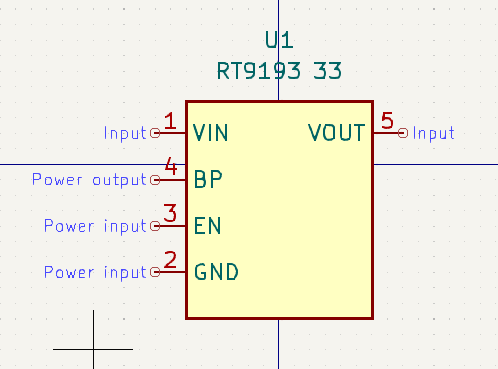 U1
RT9193 33
Input 1 VIN VOUT 5 Input
Power output 4 BP
Power input 3 EN
Power input 2 GND